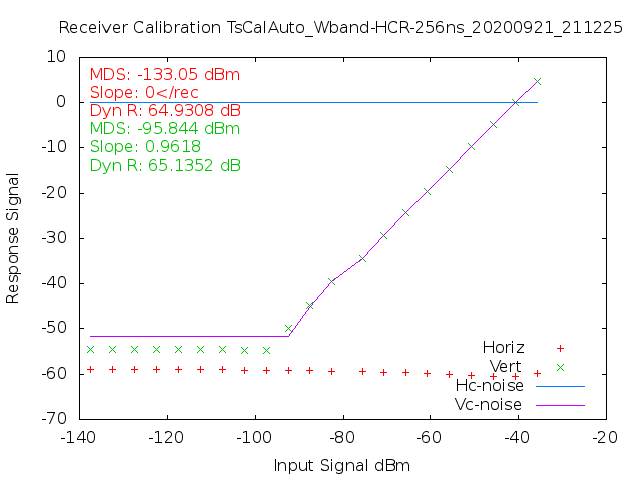 Receiver Calibration TsCalAuto_Wband-HCR-256ns_20200921_211225
10
0
-10
-20
-30
-40
-50
-60
-70
-140
-120
-100
-80
-60
-40
-20
Response Signal
Input Signal dBm
MDS: -133.05 dBm
Slope: 0</rec
Dyn R: 64.9308 dB
MDS: -95.844 dBm
Slope: 0.9618
Dyn R: 65.1352 dB
Horiz
Vert
Hc-noise
Vc-noise